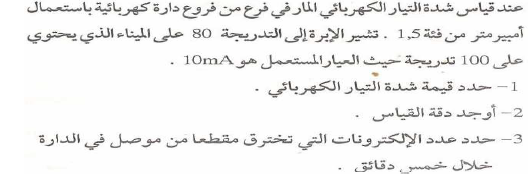 عند قياس شدة التيار الكهربائي المار في فرع من فروع دارة كهربائية باستعمال
أمبيرمتر من فئة 1,5 . تشير الإبرة إلى التدريجة 80 على الميناء الذي يحتوي
على 100 تدريجة حيث العيار المستعمل هو 10mA .
1– حدد قيمة شدة التيار الكهربائي .
2– أوجد دقة القياس .
3– حدد عدد الإلكترونات التي تخترق مقطعا من موصل في الدارة
خلال خمس دقائق .